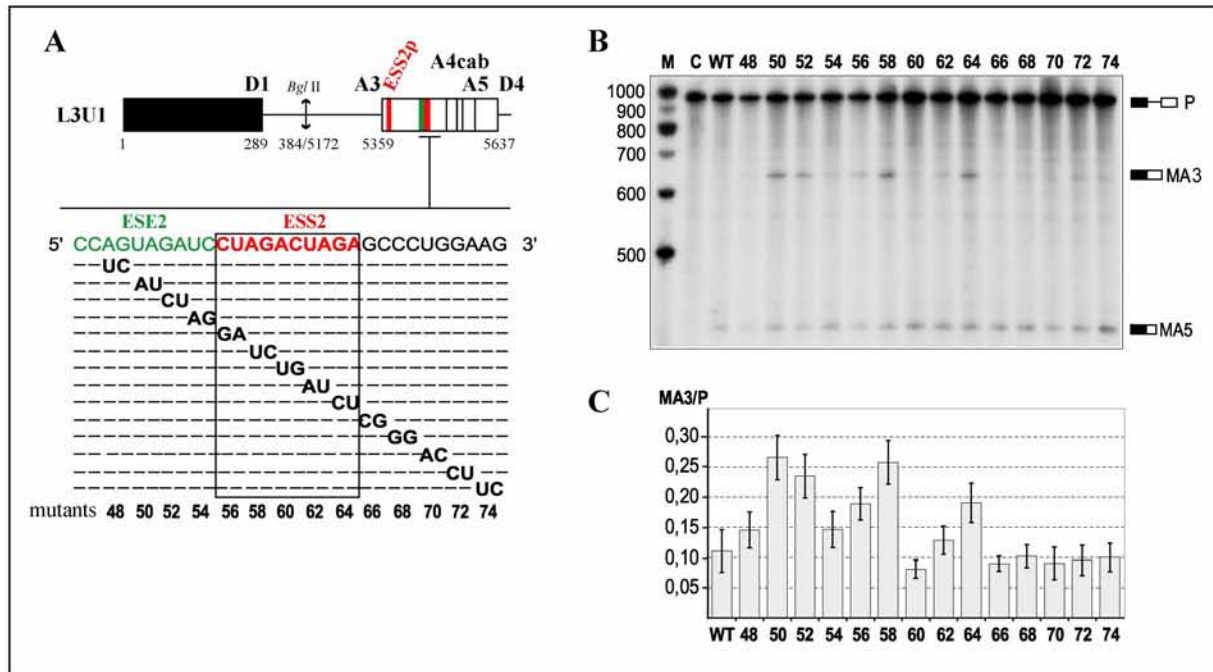 A
ESS2p
A4cab
D1
Bgl II
A3
A5
D4
L3U1
1
289
384/5172
5359
5637
ESE2
ESS2
5' CCAGUAGAUCCUAGACUAGAGCCCUGGAAG 3'
UC
AU
CU
AG
GA
UC
UG
AU
CU
CG
GG
AC
CU
UC
mutants 48 50 52 54 56 58 60 62 64 66 68 70 72 74
B
M C WT 48 50 52 54 56 58 60 62 64 66 68 70 72 74
1000
900
800
700
600
500
P
MA3
MA5
C
MA3/P
0,30
0,25
0,20
0,15
0,10
0,05
WT 48 50 52 54 56 58 60 62 64 66 68 70 72 74